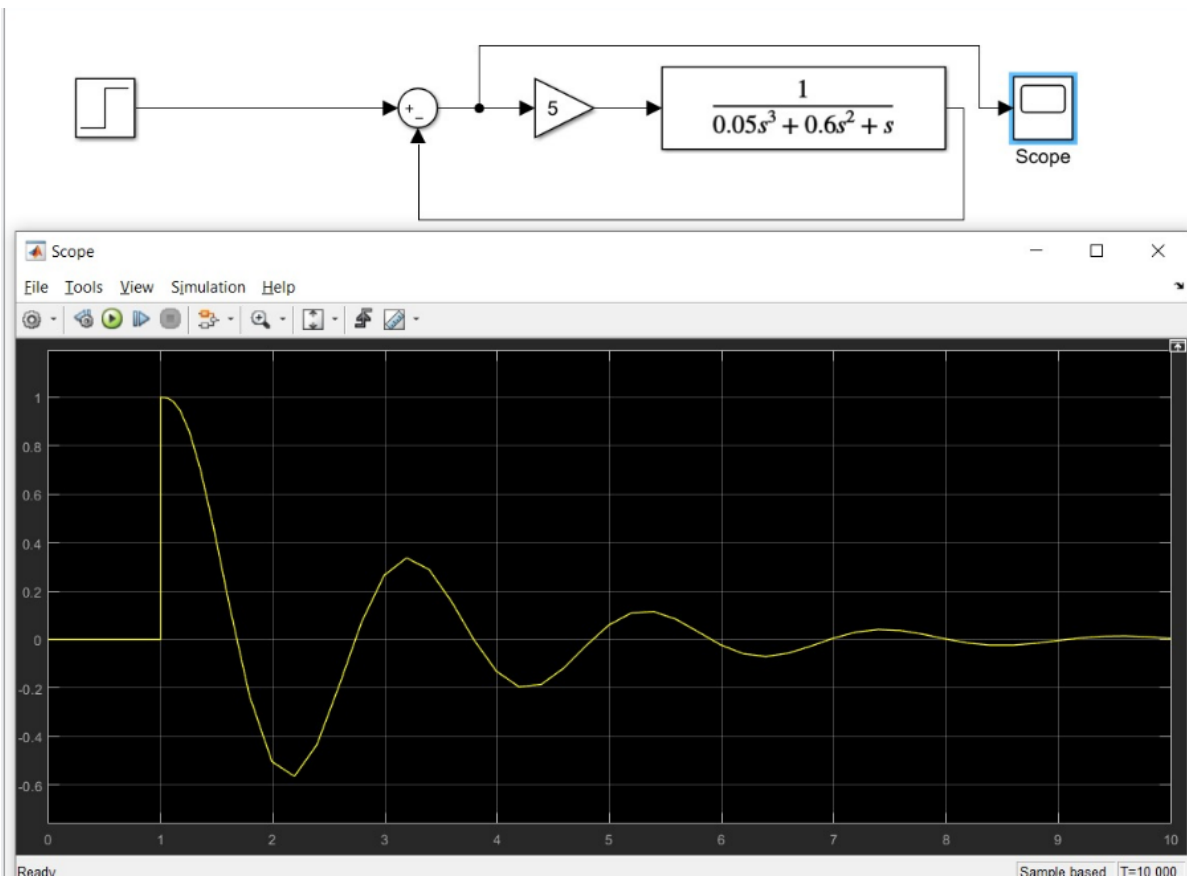 +
−
5
1
0.05s³ + 0.6s² + s
Scope
Scope
File Tools View Simulation Help
1
0.8
0.6
0.4
0.2
0
-0.2
-0.4
-0.6
0 1 2 3 4 5 6 7 8 9 10
Ready
Sample based T=10.000